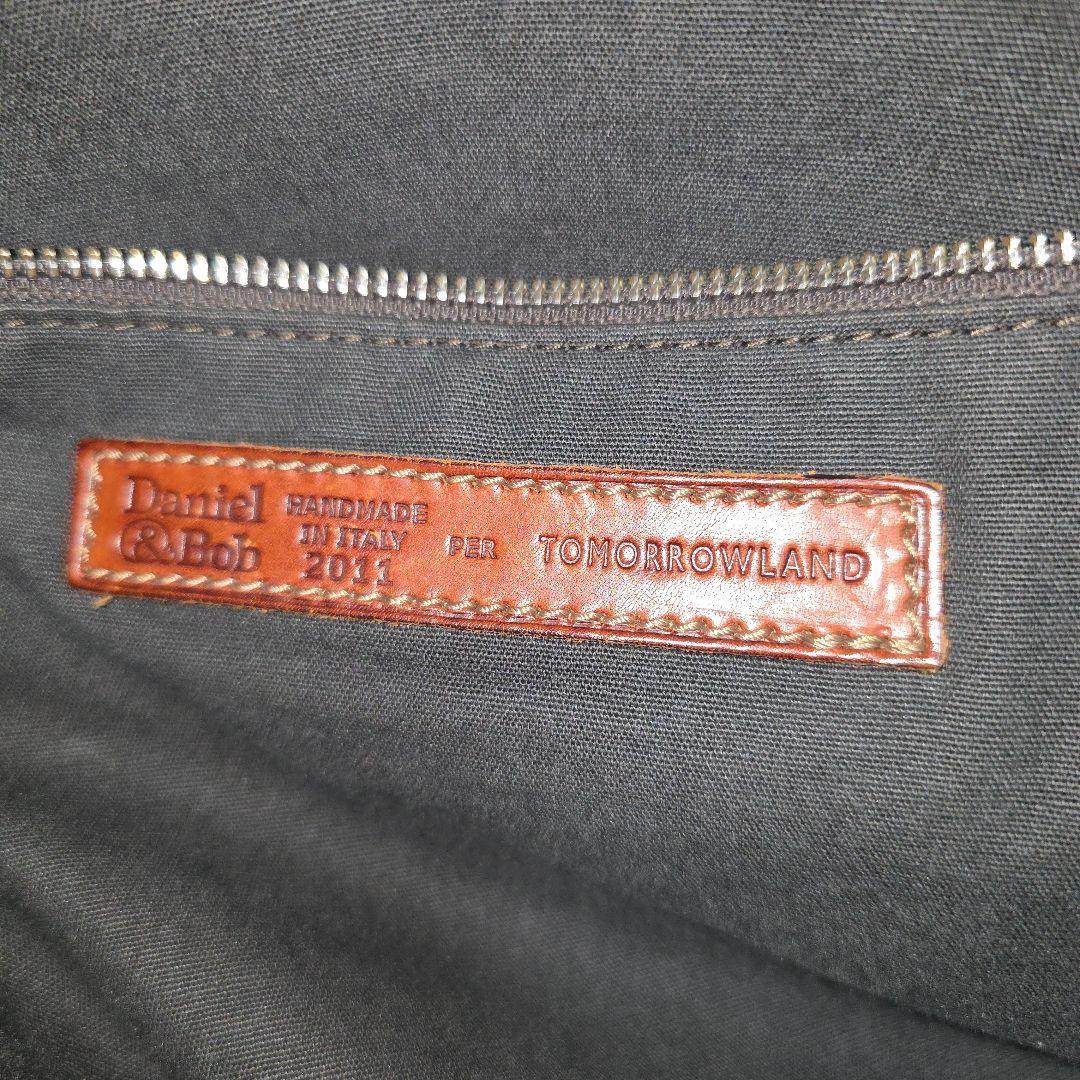 Daniel
&Bob
HANDMADE
IN ITALY
2011
PER
TOMORROWLAND